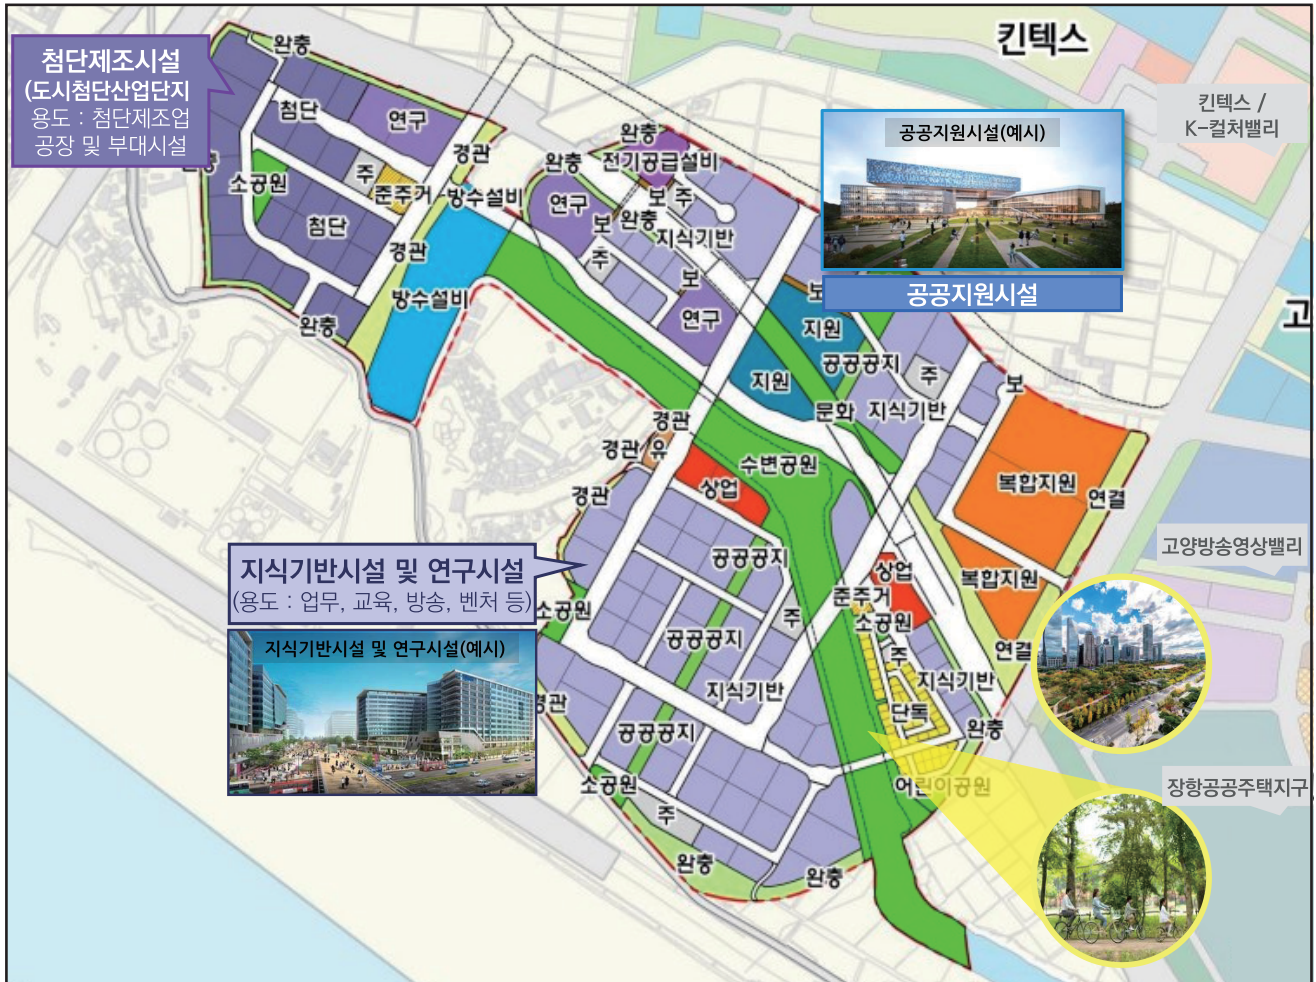 킨텍스
첨단제조시설
(도시첨단산업단지
용도 : 첨단제조업
공장 및 부대시설
완충
첨단
연구
경관
완충
소공원
주
준주거
방수설비
첨단
경관
방수설비
완충
완충
완충
전기공급설비
연구
보
주
보
완충
지식기반
주
보
연구
공공지원시설(예시)
공공지원시설
킨텍스 /
K-컬처밸리
고
보
지원
지원
공공공지
주
보
문화
지식기반
경관
경관
유
수변공원
상업
경관
복합지원
연결
지식기반시설 및 연구시설
(용도 : 업무, 교육, 방송, 벤처 등)
지식기반시설 및 연구시설(예시)
소공원
공공공지
주
공공공지
상업
준주거
소공원
복합지원
고양방송영상밸리
주
연결
지식기반
지식기반
경관
단독
완충
공공공지
소공원
어린이공원
장항공공주택지구
주
완충
완충